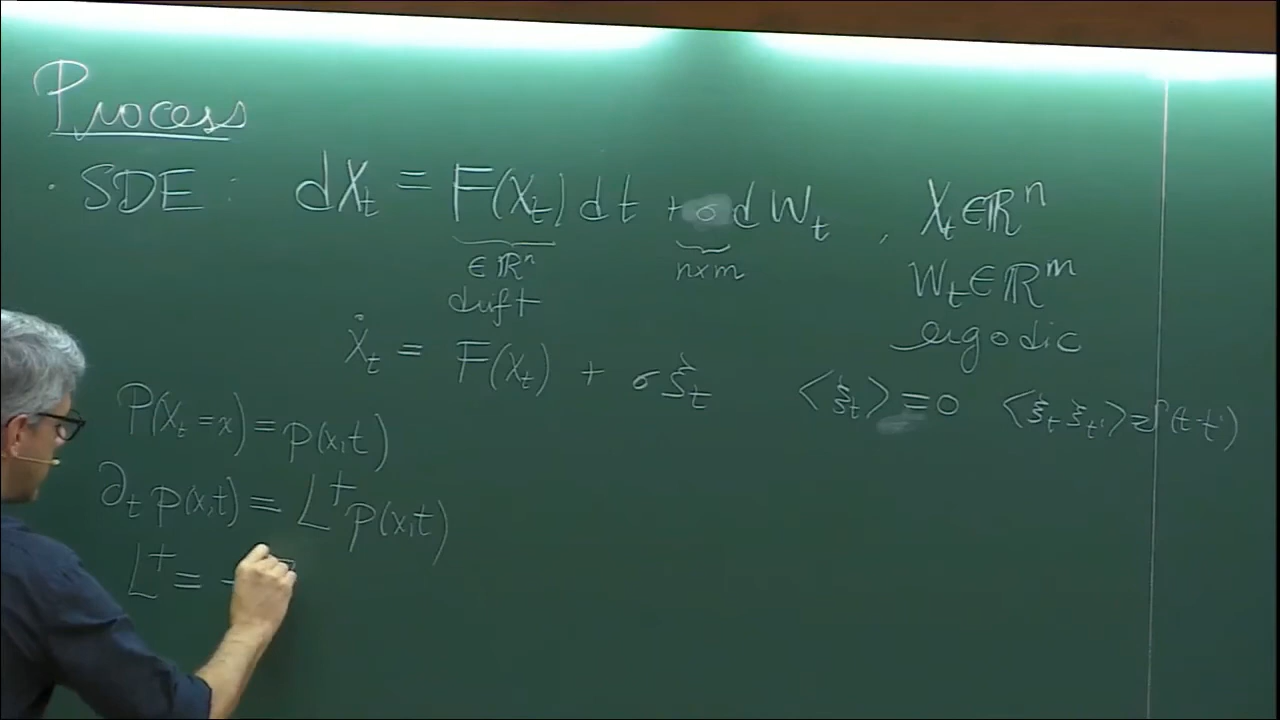 Process
· SDE : dX_t = F(X_t)dt + σ dW_t , X_t ∈ ℝ^n
∈ ℝ^n n×m W_t ∈ ℝ^m
drift ergodic
Ẋ_t = F(X_t) + σ ξ_t ⟨ξ_t⟩ = 0 ⟨ξ_t ξ_t'⟩ = δ(t-t')
P(X_t = x) = p(x,t)
∂_t p(x,t) = L^† p(x,t)
L^† = -